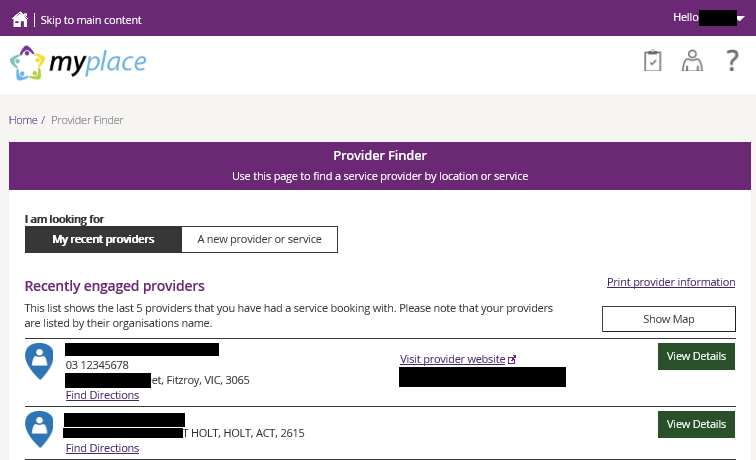 Skip to main content
Hello
myplace
Home / Provider Finder
Provider Finder
Use this page to find a service provider by location or service
I am looking for
My recent providers
A new provider or service
Recently engaged providers
Print provider information
This list shows the last 5 providers that you have had a service booking with. Please note that your providers
are listed by their organisations name.
Show Map
03 12345678
et, Fitzroy, VIC, 3065
Find Directions
Visit provider website
View Details
T HOLT, HOLT, ACT, 2615
Find Directions
View Details